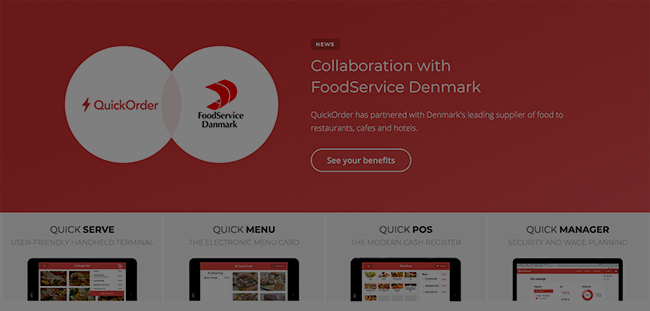 NEWS
Collaboration with
FoodService Denmark
QuickOrder
FoodService
Danmark
QuickOrder has partnered with Denmark's leading supplier of food to
restaurants, cafes and hotels.
See your benefits
QUICK SERVE
USER-FRIENDLY HANDHELD TERMINAL
QUICK MENU
THE ELECTRONIC MENU CARD
QUICK POS
THE MODERN CASH REGISTER
QUICK MANAGER
SECURITY AND WAGE PLANNING